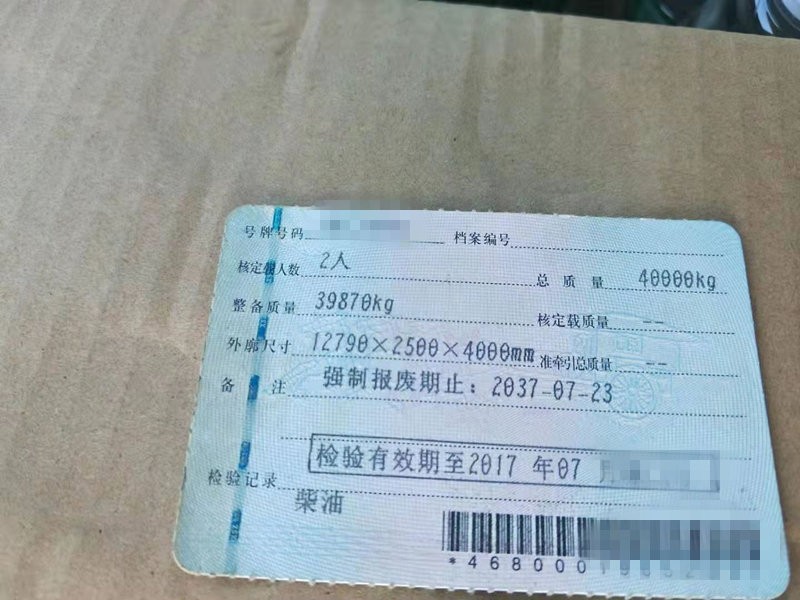 号牌号码 档案编号
核定载人数 2人 总质量 40000kg
整备质量 39870kg 核定载质量 --
外廓尺寸 12790×2500×4000mm 准牵引总质量 --
备注 强制报废期止：2037-07-23
检验有效期至2017 年07 月
检验记录
柴油
*468000